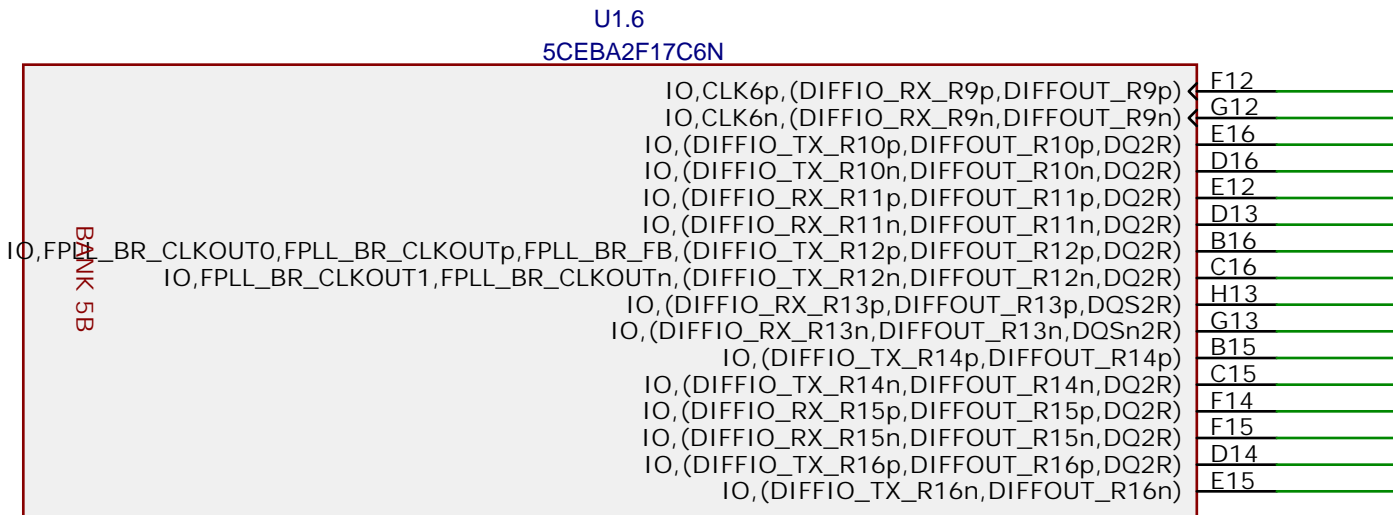 U1.6
5CEBA2F17C6N
IO,CLK6p,(DIFFIO_RX_R9p,DIFFOUT_R9p) F12
IO,CLK6n,(DIFFIO_RX_R9n,DIFFOUT_R9n) G12
IO,(DIFFIO_TX_R10p,DIFFOUT_R10p,DQ2R) E16
IO,(DIFFIO_TX_R10n,DIFFOUT_R10n,DQ2R) D16
IO,(DIFFIO_RX_R11p,DIFFOUT_R11p,DQ2R) E12
IO,(DIFFIO_RX_R11n,DIFFOUT_R11n,DQ2R) D13
IO,FPLL_BR_CLKOUT0,FPLL_BR_CLKOUTp,FPLL_BR_FB,(DIFFIO_TX_R12p,DIFFOUT_R12p,DQ2R) B16
IO,FPLL_BR_CLKOUT1,FPLL_BR_CLKOUTn,(DIFFIO_TX_R12n,DIFFOUT_R12n,DQ2R) C16
IO,(DIFFIO_RX_R13p,DIFFOUT_R13p,DQS2R) H13
IO,(DIFFIO_RX_R13n,DIFFOUT_R13n,DQSn2R) G13
IO,(DIFFIO_TX_R14p,DIFFOUT_R14p) B15
IO,(DIFFIO_TX_R14n,DIFFOUT_R14n,DQ2R) C15
IO,(DIFFIO_RX_R15p,DIFFOUT_R15p,DQ2R) F14
IO,(DIFFIO_RX_R15n,DIFFOUT_R15n,DQ2R) F15
IO,(DIFFIO_TX_R16p,DIFFOUT_R16p,DQ2R) D14
IO,(DIFFIO_TX_R16n,DIFFOUT_R16n) E15
BANK 5B